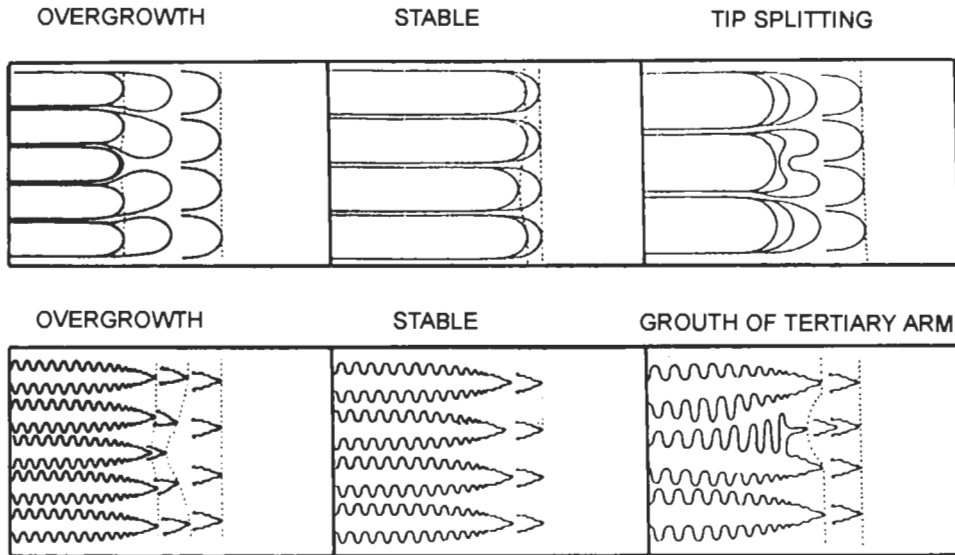 OVERGROWTH STABLE TIP SPLITTING
OVERGROWTH STABLE GROUTH OF TERTIARY ARM